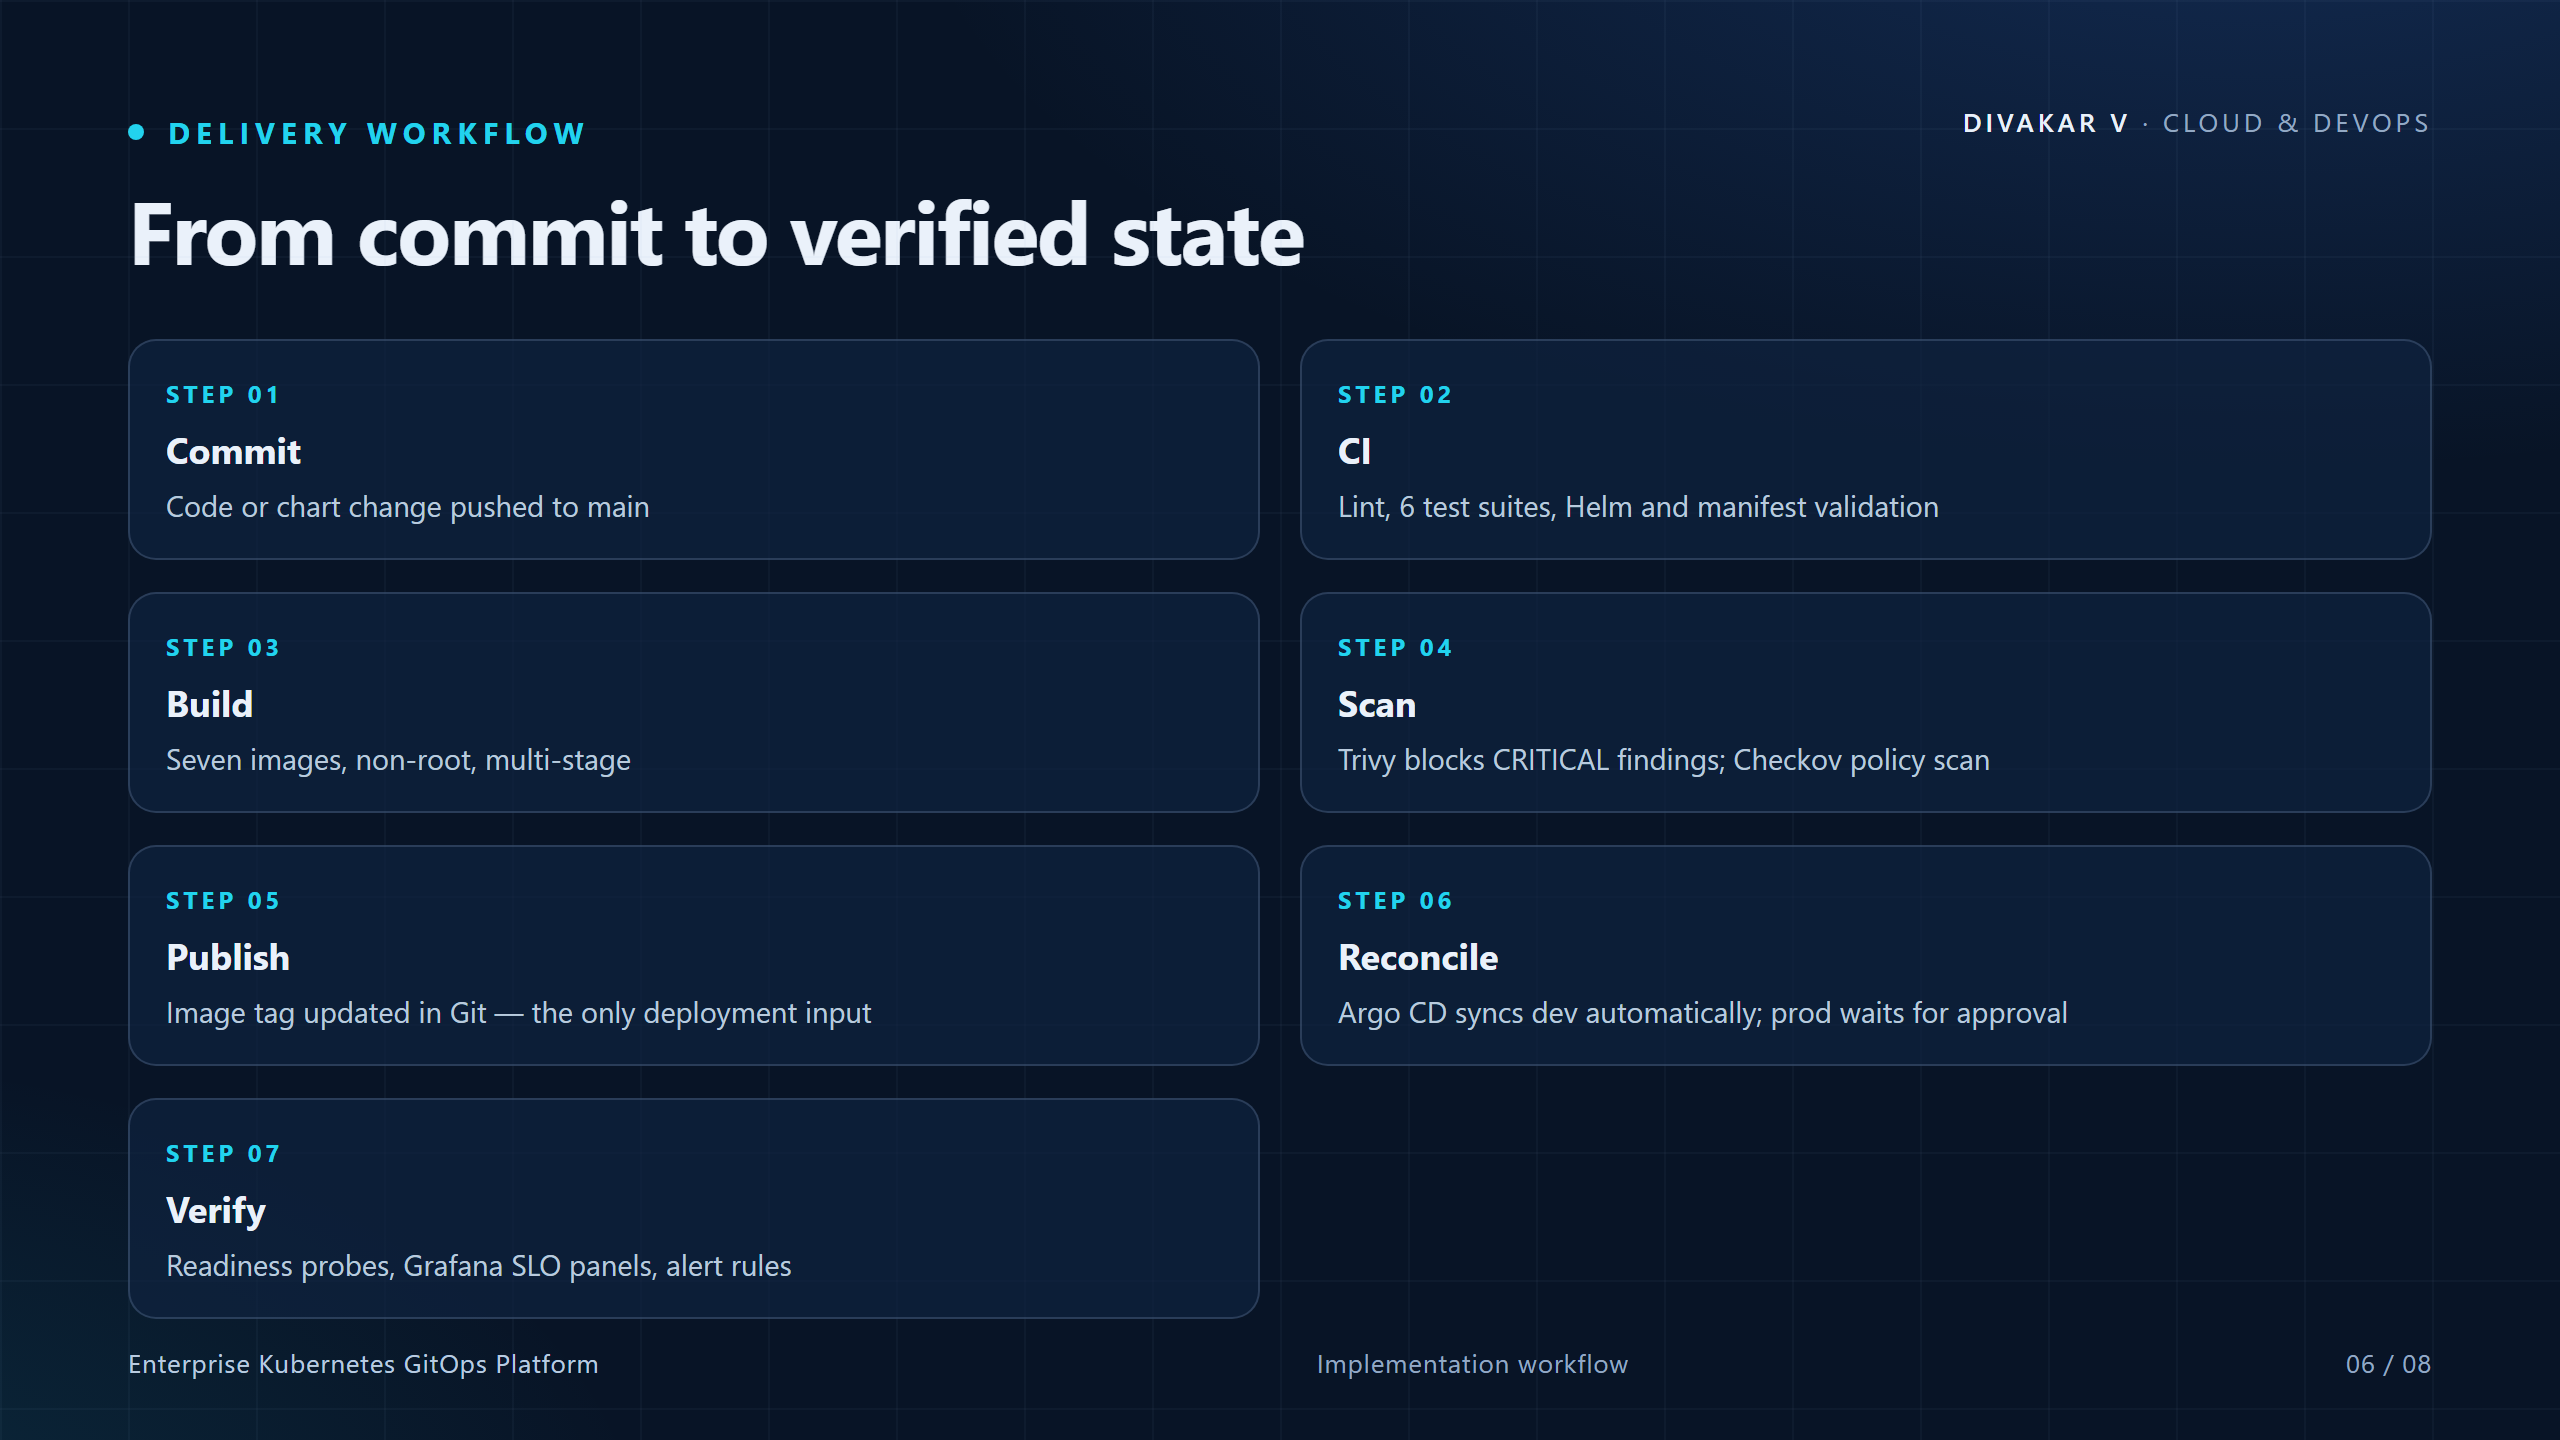 DELIVERY WORKFLOW
DIVAKAR V · CLOUD & DEVOPS
From commit to verified state
STEP 01
Commit
Code or chart change pushed to main
STEP 02
CI
Lint, 6 test suites, Helm and manifest validation
STEP 03
Build
Seven images, non-root, multi-stage
STEP 04
Scan
Trivy blocks CRITICAL findings; Checkov policy scan
STEP 05
Publish
Image tag updated in Git — the only deployment input
STEP 06
Reconcile
Argo CD syncs dev automatically; prod waits for approval
STEP 07
Verify
Readiness probes, Grafana SLO panels, alert rules
Enterprise Kubernetes GitOps Platform
Implementation workflow
06 / 08